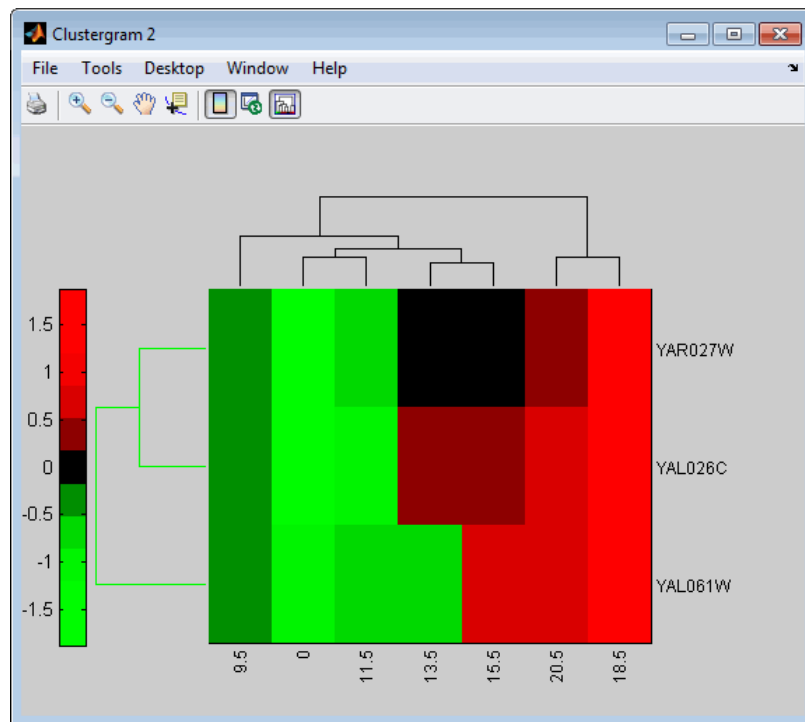 Clustergram 2
File Tools Desktop Window Help
1.5
1
0.5
0
-0.5
-1
-1.5
YAR027W
YAL026C
YAL061W
9.5 0 11.5 13.5 15.5 20.5 18.5